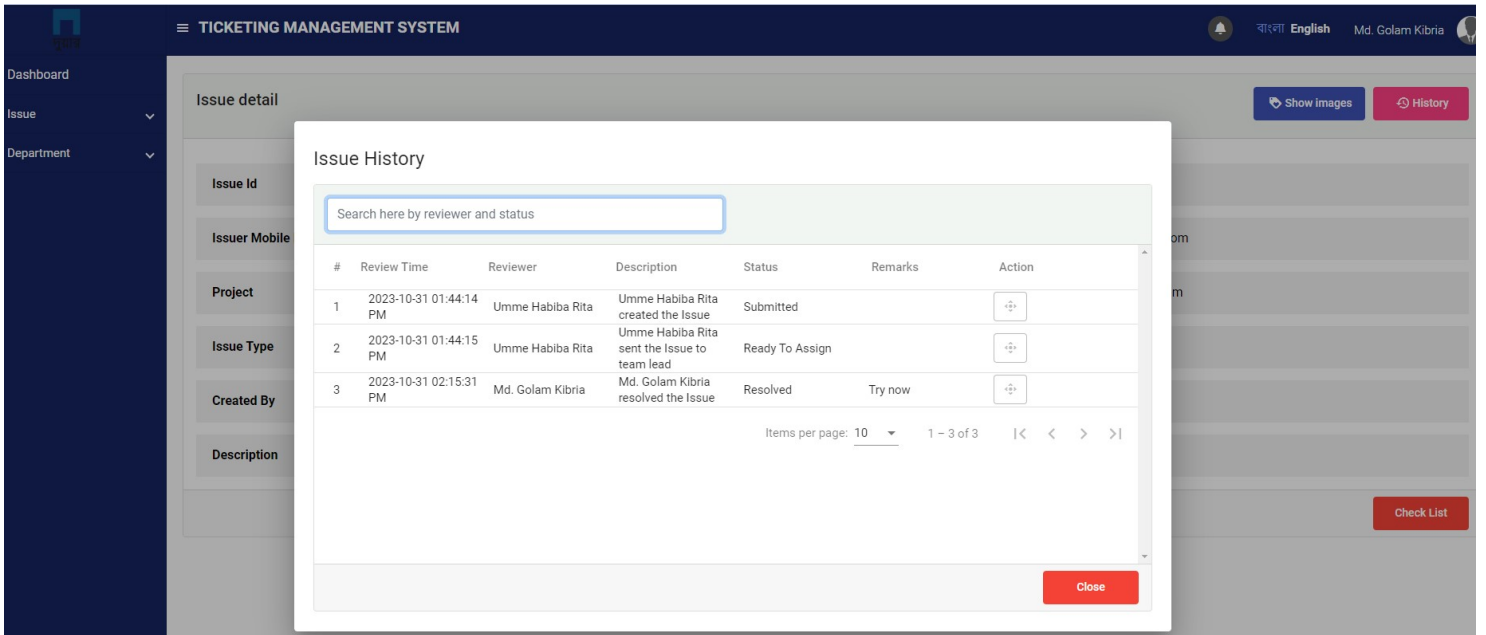 ≡ TICKETING MANAGEMENT SYSTEM
বাংলা English
Md. Golam Kibria
Dashboard
Issue
Department
Issue detail
Show images
History
Issue Id
Issuer Mobile
om
Project
m
Issue Type
Created By
Description
Check List
Issue History
Search here by reviewer and status
# Review Time Reviewer Description Status Remarks Action
1 2023-10-31 01:44:14 PM Umme Habiba Rita Umme Habiba Rita created the Issue Submitted
2 2023-10-31 01:44:15 PM Umme Habiba Rita Umme Habiba Rita sent the Issue to team lead Ready To Assign
3 2023-10-31 02:15:31 PM Md. Golam Kibria Md. Golam Kibria resolved the Issue Resolved Try now
Items per page: 10 1 – 3 of 3
Close